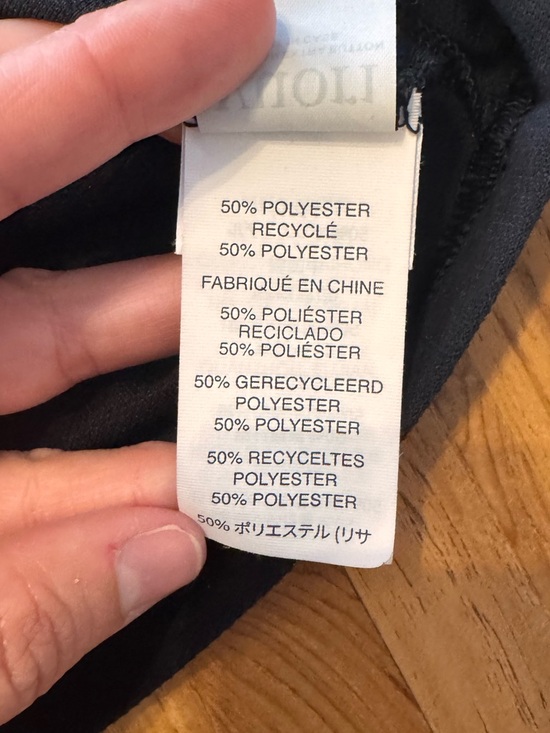 50% POLYESTER
RECYCLÉ
50% POLYESTER
FABRIQUÉ EN CHINE
50% POLIÉSTER
RECICLADO
50% POLIÉSTER
50% GERECYCLEERD
POLYESTER
50% POLYESTER
50% RECYCELTES
POLYESTER
50% POLYESTER
50% ポリエステル (リサ